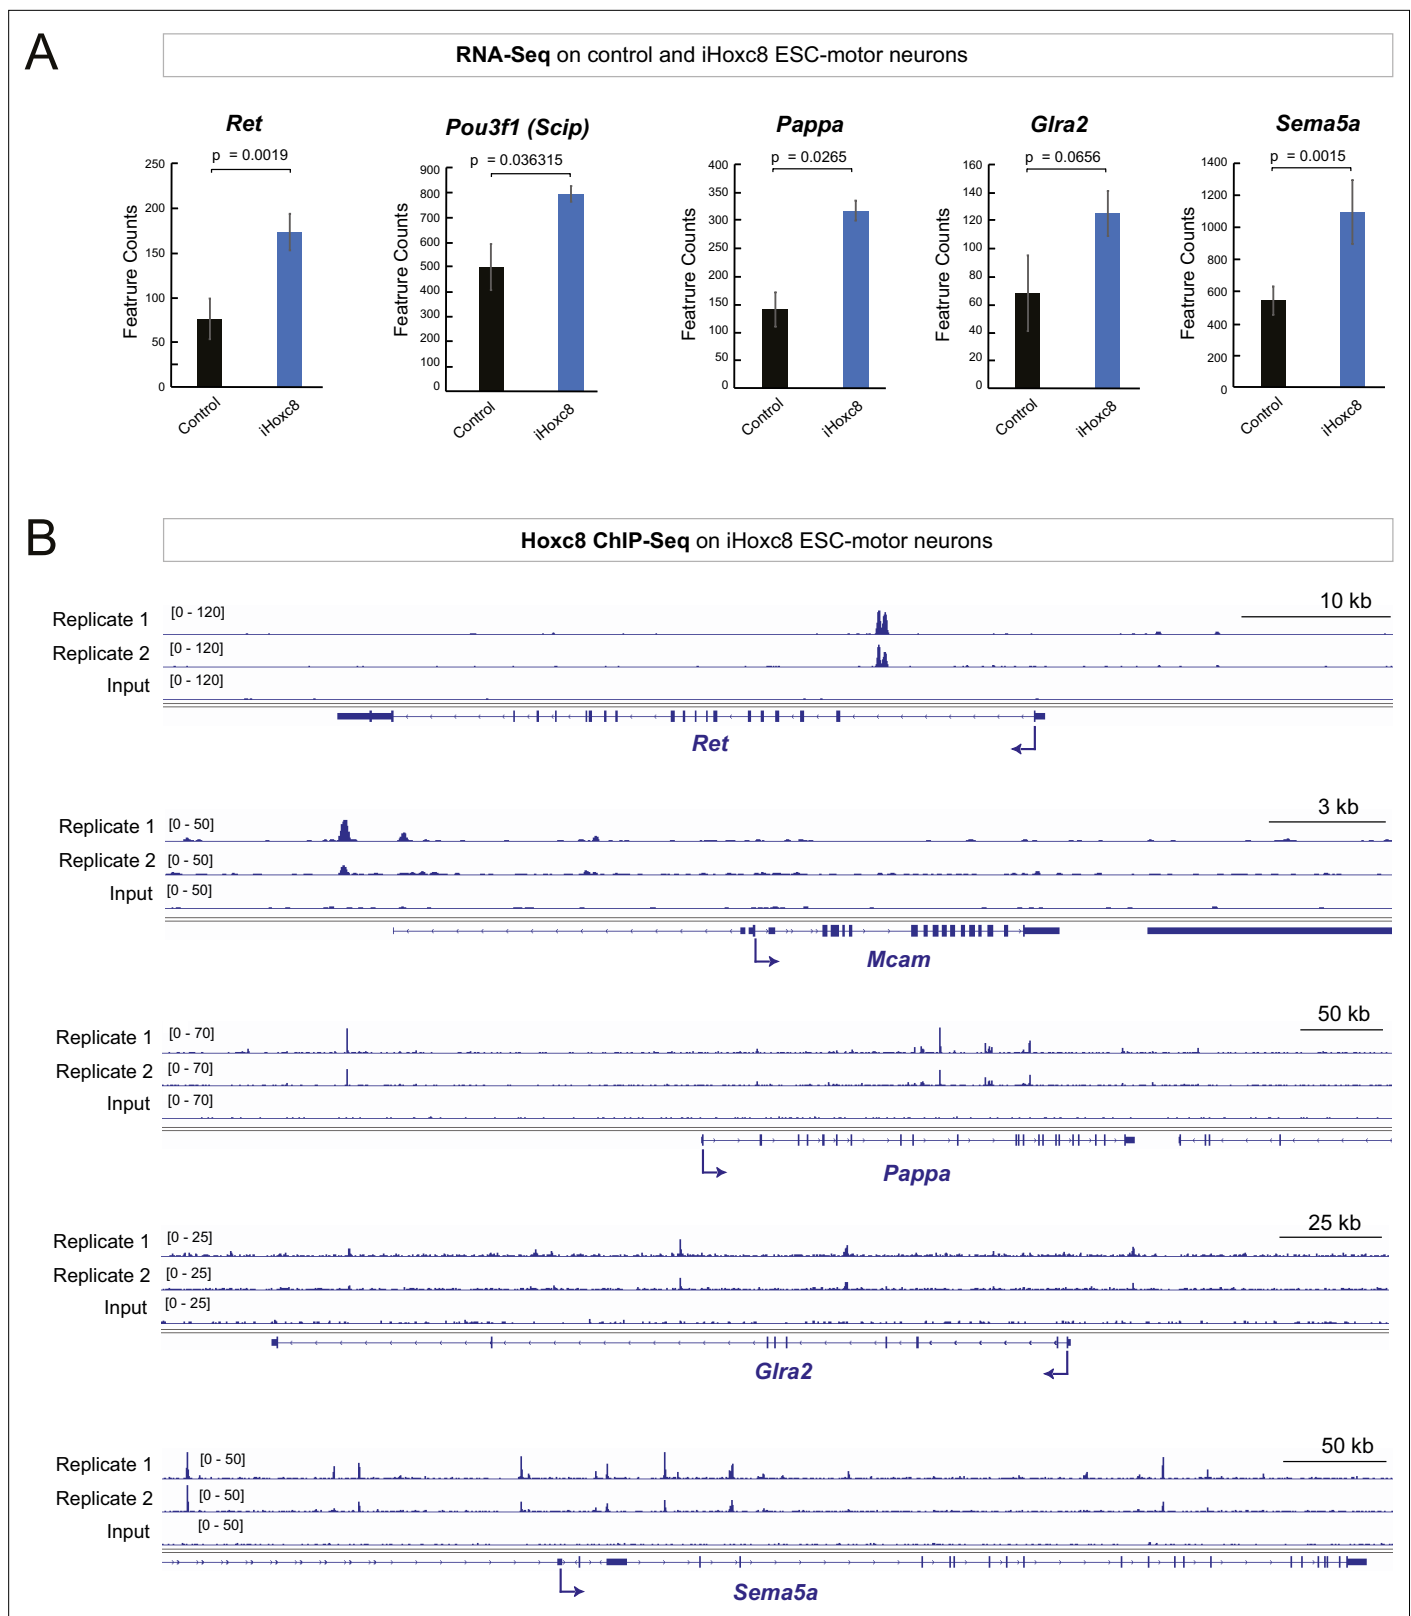 A
RNA-Seq on control and iHoxc8 ESC-motor neurons
Ret
p = 0.0019
Featrure Counts
250
200
150
100
50
0
Control
iHoxc8
Pou3f1 (Scip)
p = 0.036315
Featrure Counts
900
800
700
600
500
400
300
200
100
0
Control
iHoxc8
Pappa
p = 0.0265
Featrure Counts
400
350
300
250
200
150
100
50
0
Control
iHoxc8
Glra2
p = 0.0656
Featrure Counts
160
140
120
100
80
60
40
20
0
Control
iHoxc8
Sema5a
p = 0.0015
Featrure Counts
1400
1200
1000
800
600
400
200
0
Control
iHoxc8
B
Hoxc8 ChIP-Seq on iHoxc8 ESC-motor neurons
10 kb
Replicate 1 [0 - 120]
Replicate 2 [0 - 120]
Input [0 - 120]
Ret
3 kb
Replicate 1 [0 - 50]
Replicate 2 [0 - 50]
Input [0 - 50]
Mcam
50 kb
Replicate 1 [0 - 70]
Replicate 2 [0 - 70]
Input [0 - 70]
Pappa
25 kb
Replicate 1 [0 - 25]
Replicate 2 [0 - 25]
Input [0 - 25]
Glra2
50 kb
Replicate 1 [0 - 50]
Replicate 2 [0 - 50]
Input [0 - 50]
Sema5a